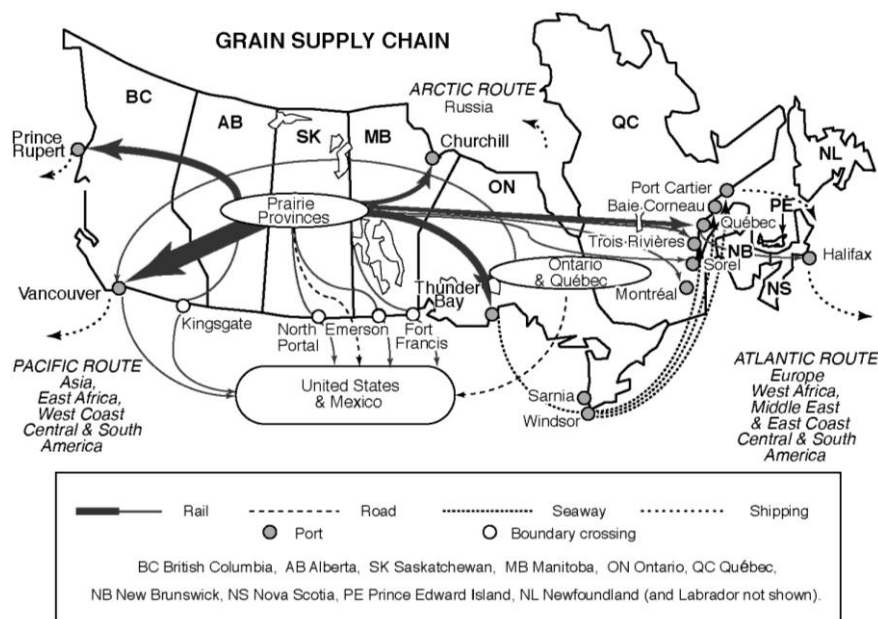 GRAIN SUPPLY CHAIN
ARCTIC ROUTE
Russia
BC
AB
SK
MB
ON
QC
NL
PE
NB
NS
Prince
Rupert
Churchill
Port Cartier
Baie Corneau
Québec
Trois-Rivières
Sorel
Montréal
Halifax
Prairie
Provinces
Ontario
& Québec
Thunder
Bay
Vancouver
Kingsgate
North
Portal
Emerson
Fort
Francis
United States
& Mexico
Sarnia
Windsor
PACIFIC ROUTE
Asia,
East Africa,
West Coast
Central & South
America
ATLANTIC ROUTE
Europe
West Africa,
Middle East
& East Coast
Central & South
America
Rail
Road
Seaway
Shipping
Port
Boundary crossing
BC British Columbia, AB Alberta, SK Saskatchewan, MB Manitoba, ON Ontario, QC Québec,
NB New Brunswick, NS Nova Scotia, PE Prince Edward Island, NL Newfoundland (and Labrador not shown).